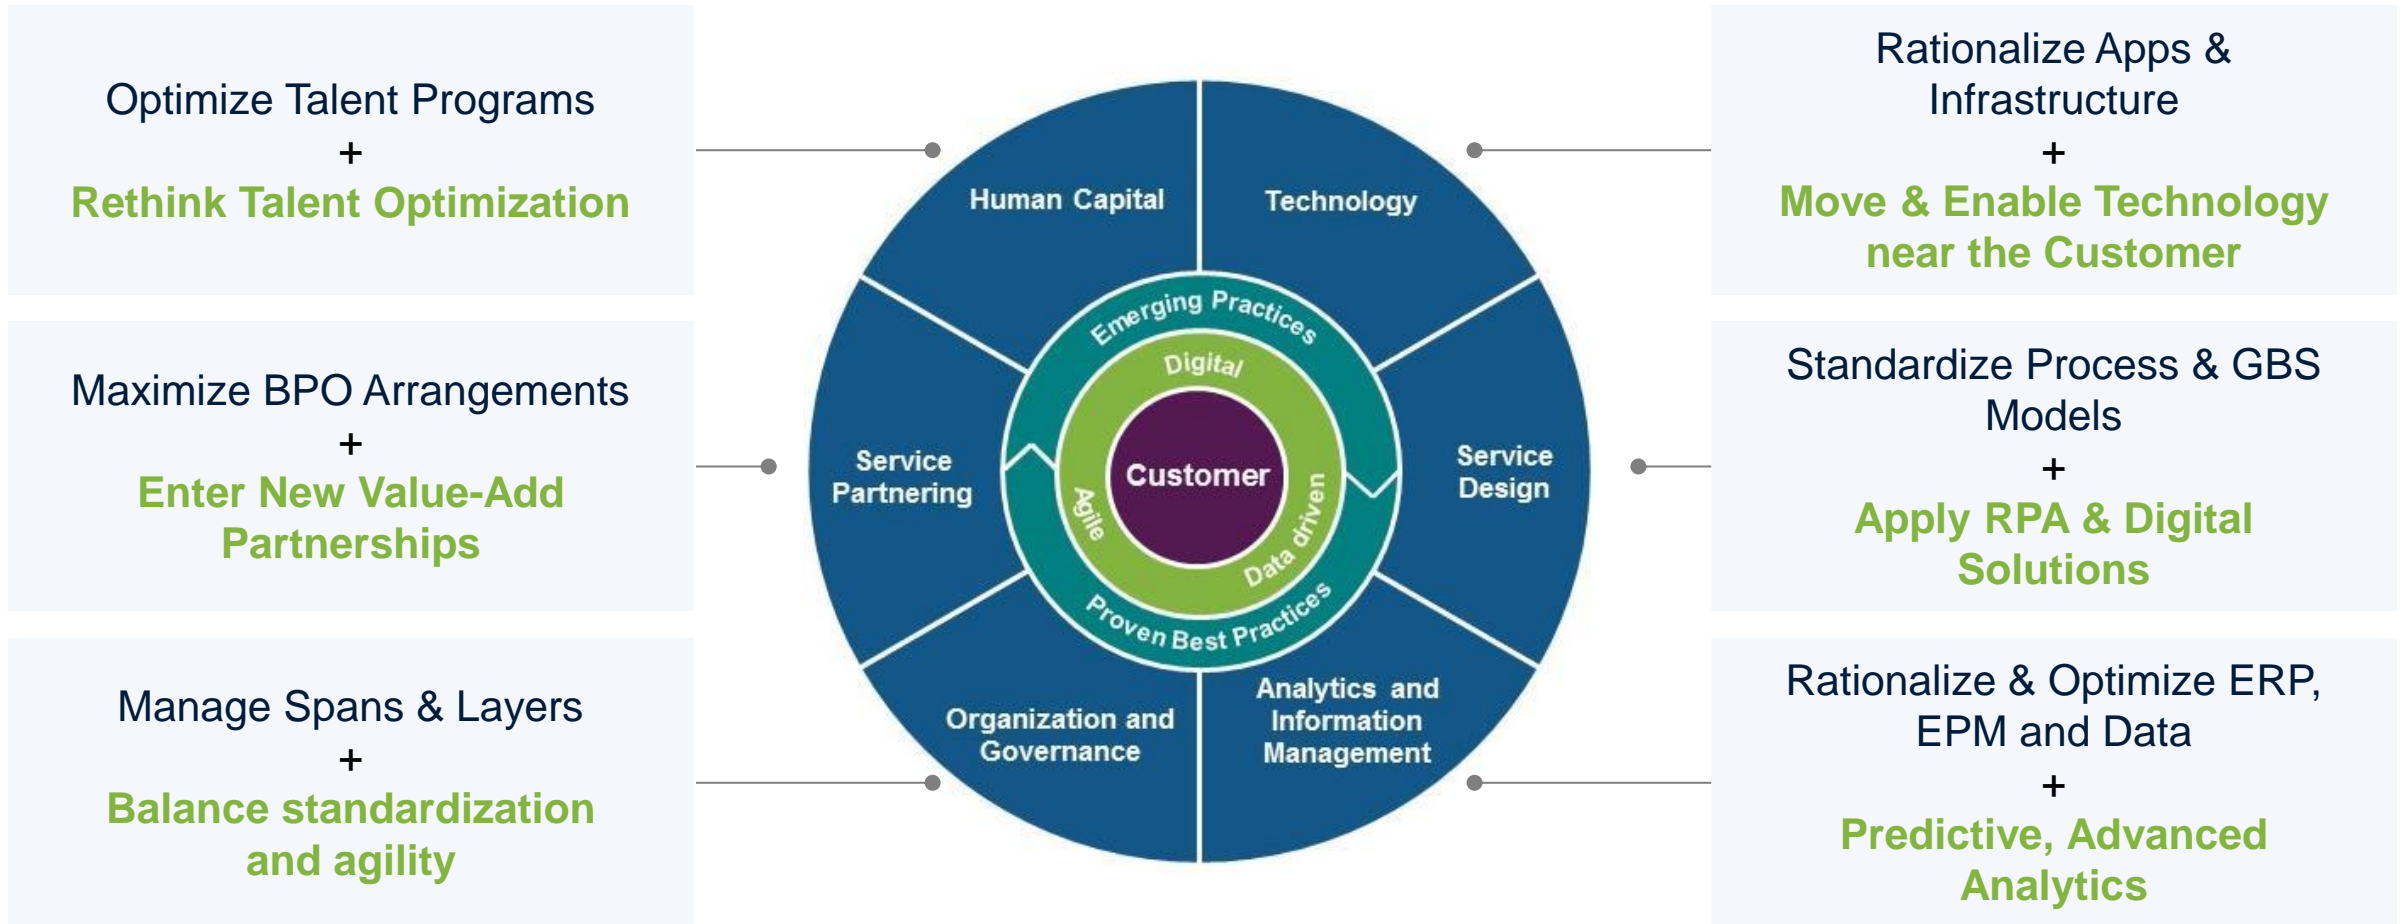 Optimize Talent Programs
+
Rethink Talent Optimization
Maximize BPO Arrangements
+
Enter New Value-Add
Partnerships
Manage Spans & Layers
+
Balance standardization
and agility
Human Capital
Technology
Service
Partnering
Service
Design
Organization and
Governance
Analytics and
Information
Management
Emerging Practices
Proven Best Practices
Digital
Agile
Data driven
Customer
Rationalize Apps &
Infrastructure
+
Move & Enable Technology
near the Customer
Standardize Process & GBS
Models
+
Apply RPA & Digital
Solutions
Rationalize & Optimize ERP,
EPM and Data
+
Predictive, Advanced
Analytics